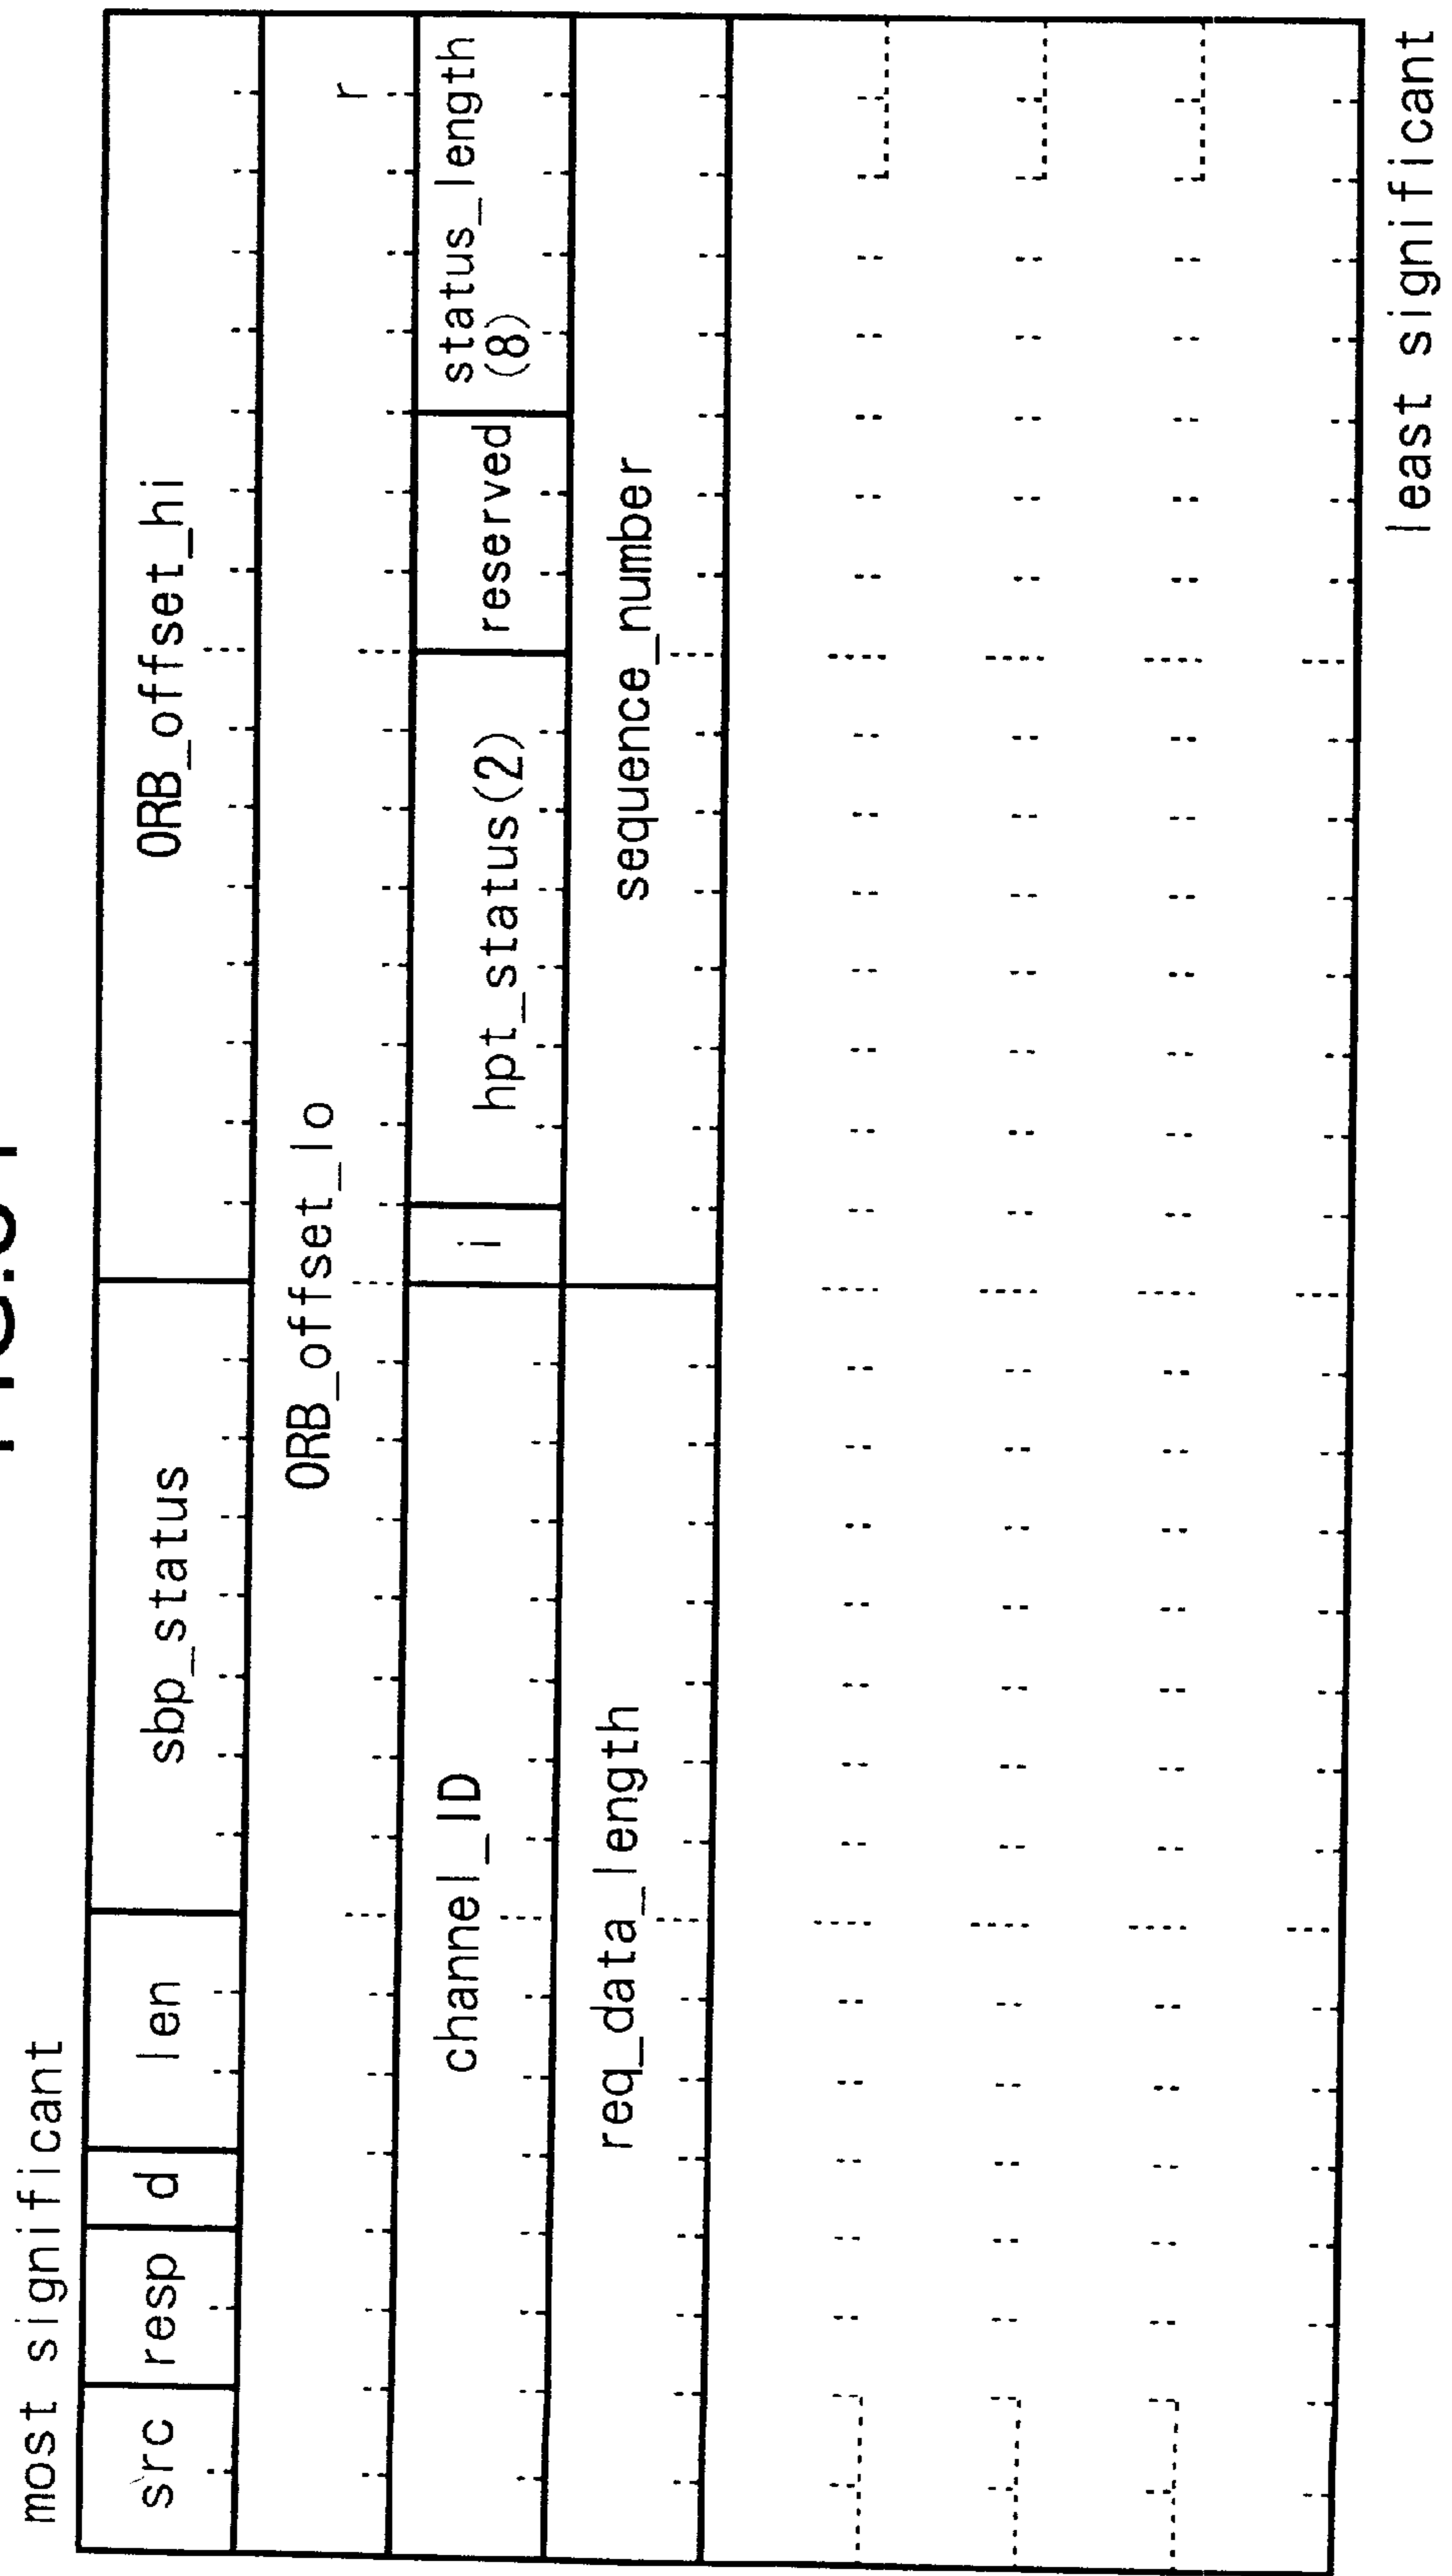 most significant
src resp d len sbp_status ORB_offset_hi
ORB_offset_lo r
channel_ID i hpt_status(2) reserved status_length
(8)
req_data_length sequence_number
least significant